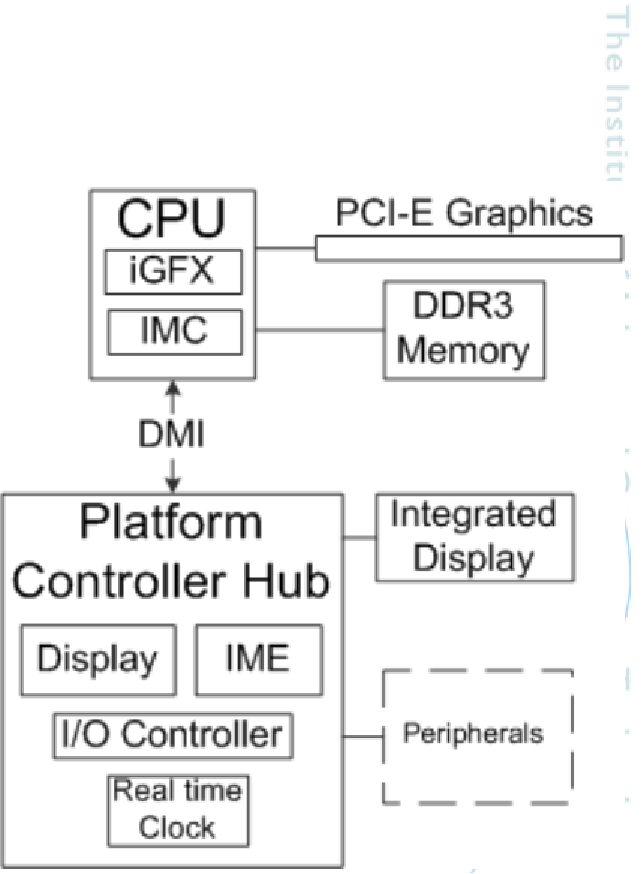 The Instit
CPU
iGFX
IMC
PCI-E Graphics
DDR3
Memory
DMI
Platform
Controller Hub
Display
IME
I/O Controller
Real time
Clock
Integrated
Display
Peripherals